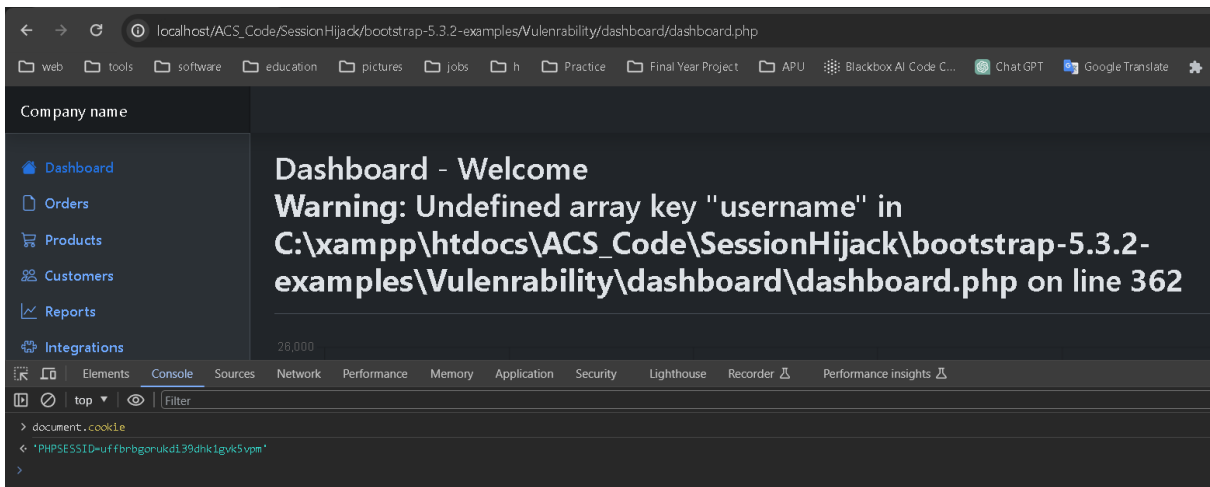 localhost/ACS_Code/SessionHijack/bootstrap-5.3.2-examples/Vulenrability/dashboard/dashboard.php
web tools software education pictures jobs h Practice Final Year Project APU Blackbox AI Code C... Chat GPT Google Translate
Company name
Dashboard
Orders
Products
Customers
Reports
Integrations
Dashboard - Welcome
Warning: Undefined array key "username" in
C:\xampp\htdocs\ACS_Code\SessionHijack\bootstrap-5.3.2-
examples\Vulenrability\dashboard\dashboard.php on line 362
26,000
Elements Console Sources Network Performance Memory Application Security Lighthouse Recorder Performance insights
top Filter
> document.cookie
'PHPSESSID=uffbrbgorukdi39dhk1gvk5vpm'
>